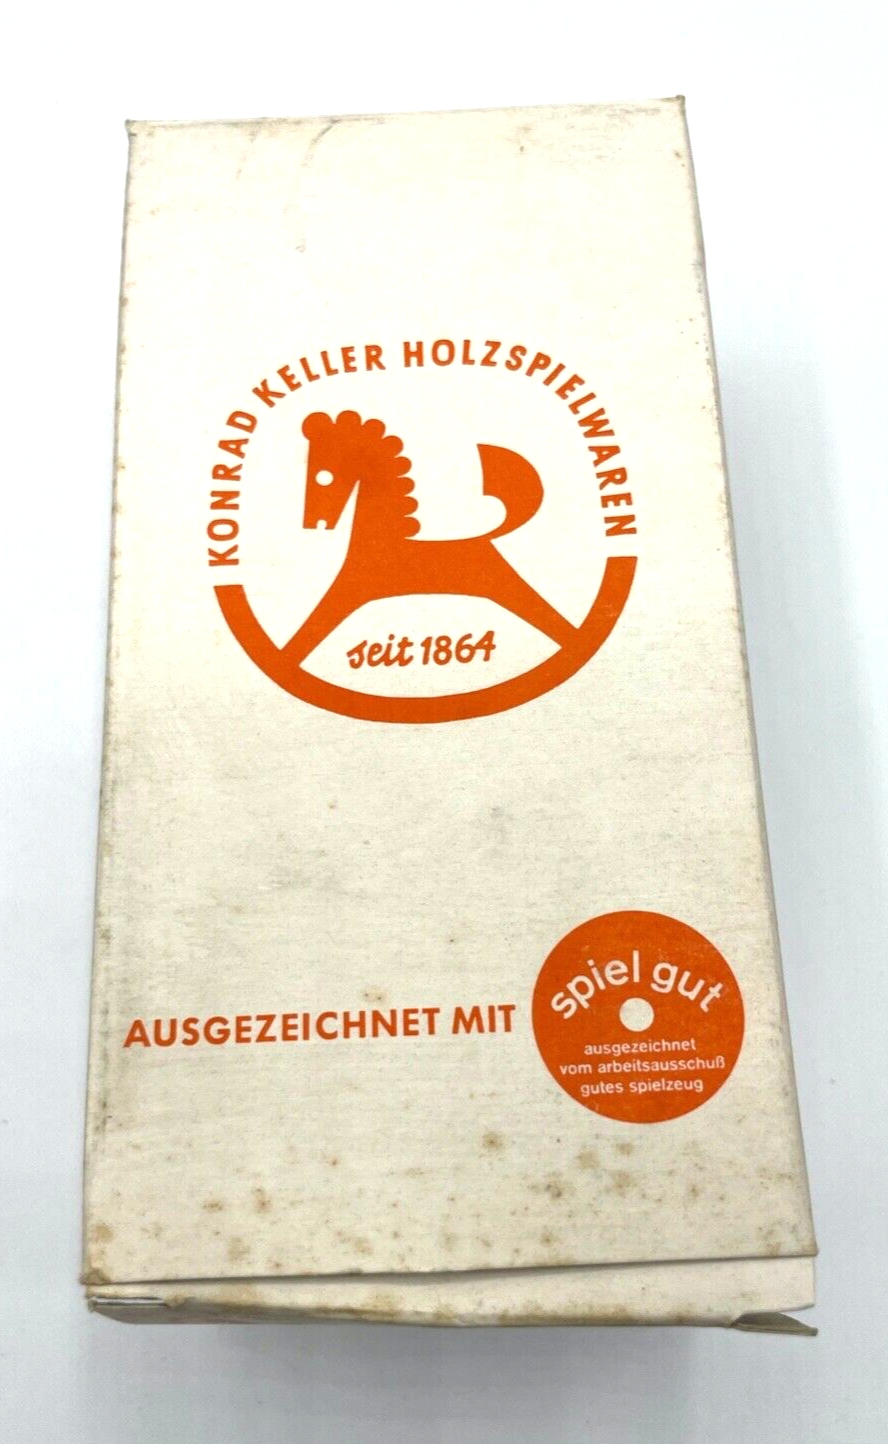 KONRAD KELLER HOLZSPIELWAREN
seit 1864
AUSGEZEICHNET MIT
spiel gut
ausgezeichnet
vom arbeitsausschuß
gutes spielzeug